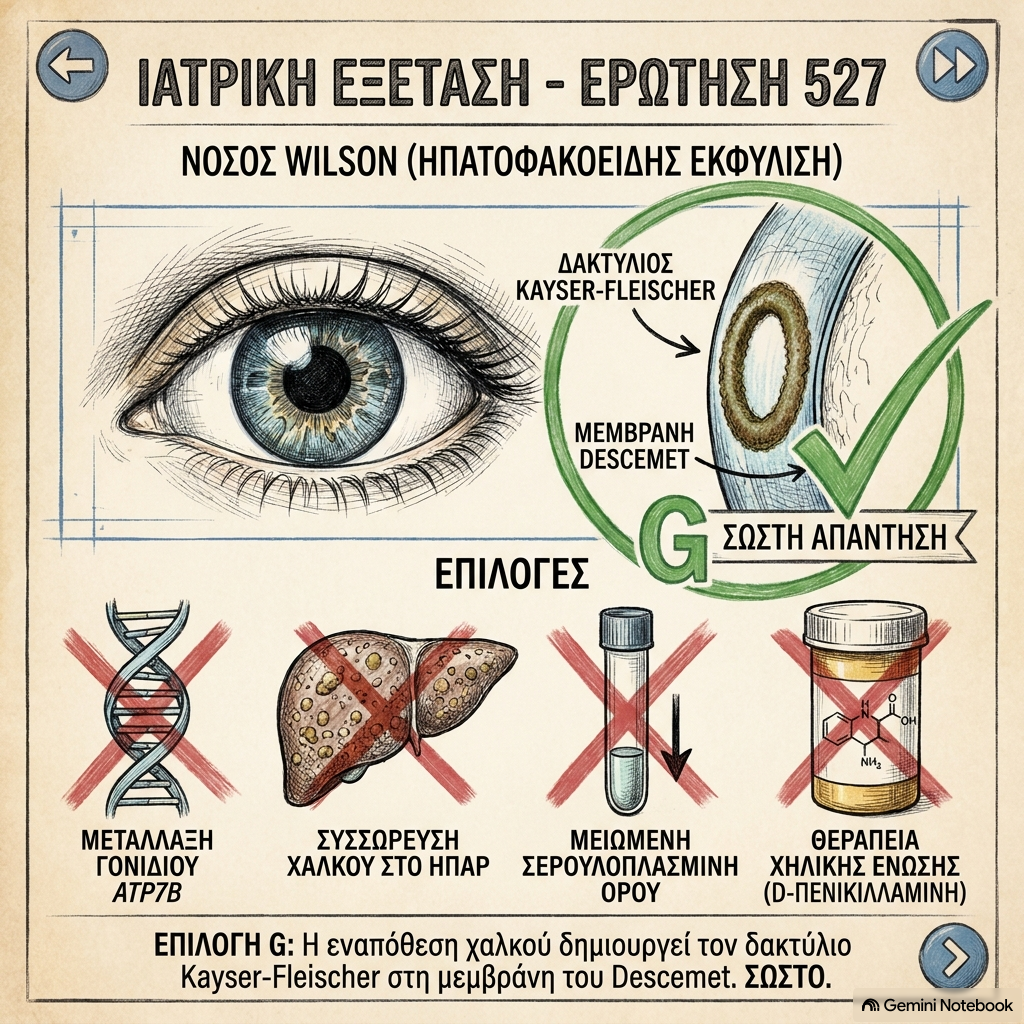 ΙΑΤΡΙΚΗ ΕΞΕΤΑΣΗ - ΕΡΩΤΗΣΗ 527
ΝΟΣΟΣ WILSON (ΗΠΑΤΟΦΑΚΟΕΙΔΗΣ ΕΚΦΥΛΙΣΗ)
ΔΑΚΤΥΛΙΟΣ
KAYSER-FLEISCHER
ΜΕΜΒΡΑΝΗ
DESCEMET
G
ΣΩΣΤΗ ΑΠΑΝΤΗΣΗ
ΕΠΙΛΟΓΕΣ
H
N
O
OH
NH₂
ΜΕΤΑΛΛΑΞΗ
ΓΟΝΙΔΙΟΥ
ATP7B
ΣΥΣΣΩΡΕΥΣΗ
ΧΑΛΚΟΥ ΣΤΟ ΗΠΑΡ
ΜΕΙΩΜΕΝΗ
ΣΕΡΟΥΛΟΠΛΑΣΜΙΝΗ
ΟΡΟΥ
ΘΕΡΑΠΕΙΑ
ΧΗΛΙΚΗΣ ΕΝΩΣΗΣ
(D-ΠΕΝΙΚΙΛΛΑΜΙΝΗ)
ΕΠΙΛΟΓΗ G: Η εναπόθεση χαλκού δημιουργεί τον δακτύλιο
Kayser-Fleischer στη μεμβράνη του Descemet. ΣΩΣΤΟ.
Gemini Notebook